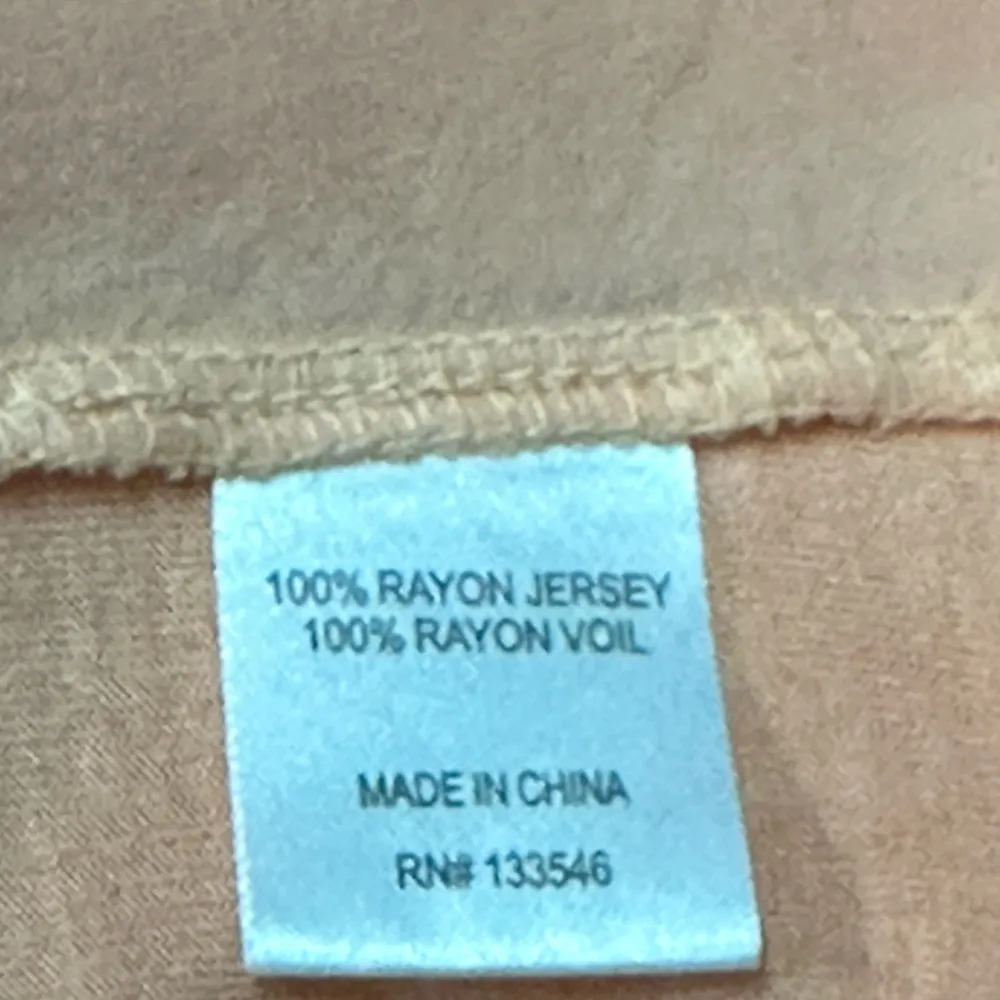 100% RAYON JERSEY
100% RAYON VOIL
MADE IN CHINA
RN# 133546